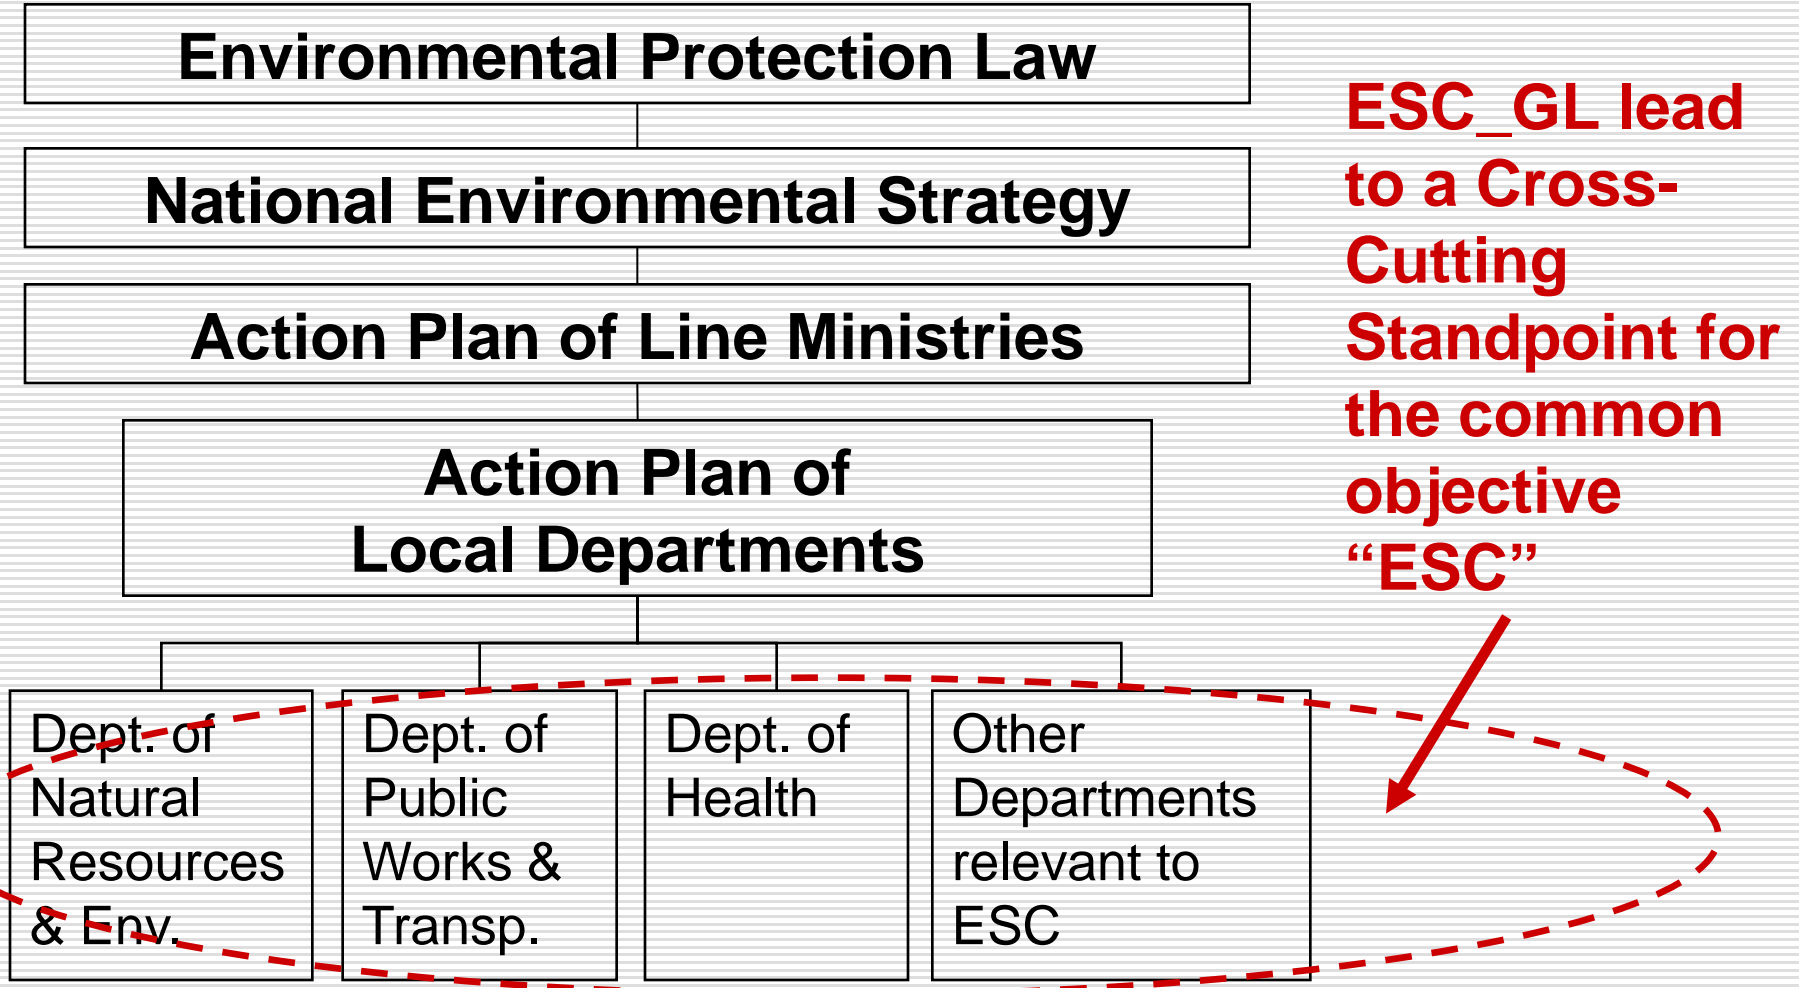 Environmental Protection Law
National Environmental Strategy
Action Plan of Line Ministries
Action Plan of
Local Departments
Dept. of
Natural
Resources
& Env.
Dept. of
Public
Works &
Transp.
Dept. of
Health
Other
Departments
relevant to
ESC
ESC_GL lead
to a Cross-
Cutting
Standpoint for
the common
objective
“ESC”